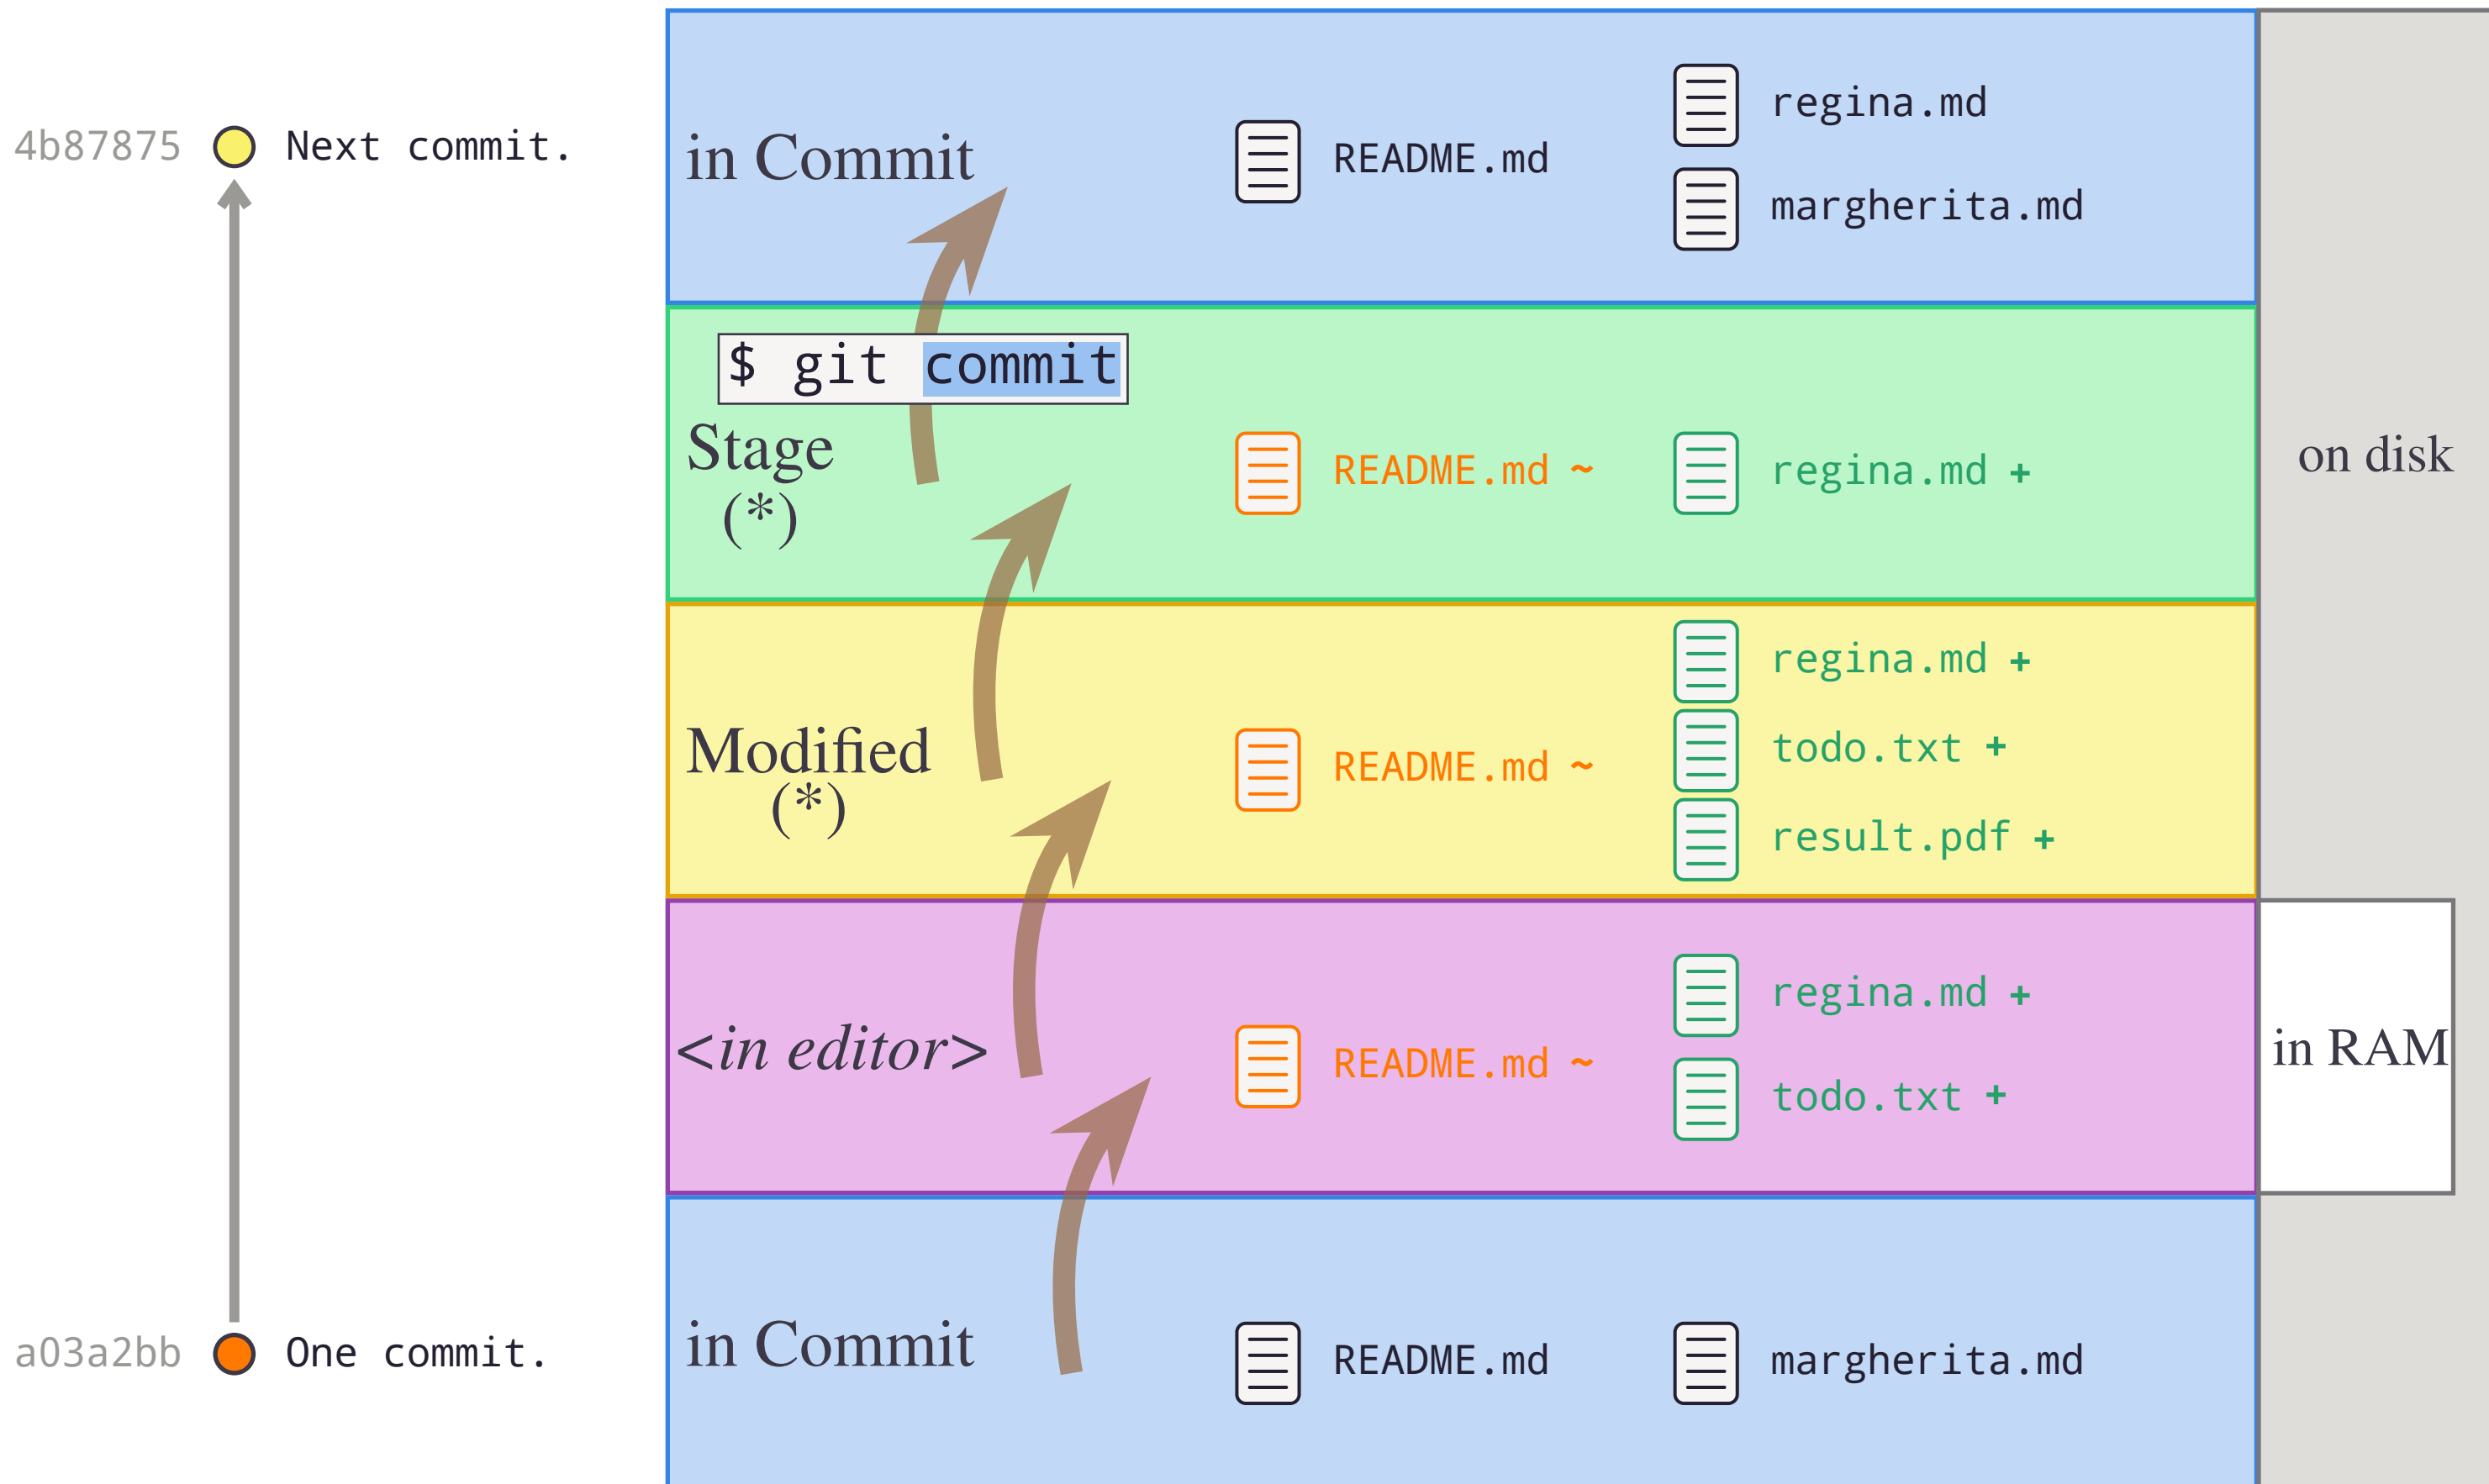 4b87875 Next commit.
in Commit
README.md
regina.md
margherita.md
$ git commit
Stage
(*)
README.md ~
regina.md +
on disk
Modified
(*)
README.md ~
regina.md +
todo.txt +
result.pdf +
<in editor>
README.md ~
regina.md +
todo.txt +
in RAM
a03a2bb One commit.
in Commit
README.md
margherita.md